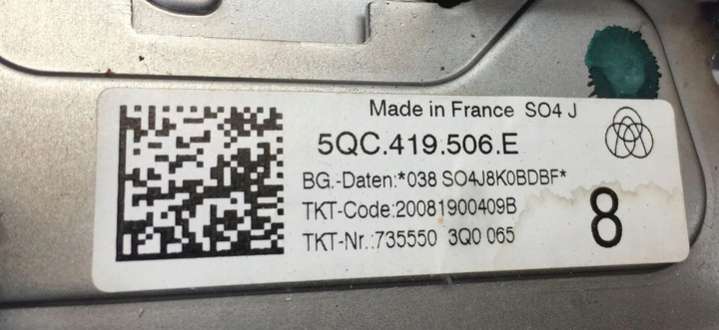 Made in France SO4 J
5QC.419.506.E
BG.-Daten:*038 SO4J8K0BDBF*
TKT-Code:20081900409B
TKT-Nr.:735550 3Q0 065
8